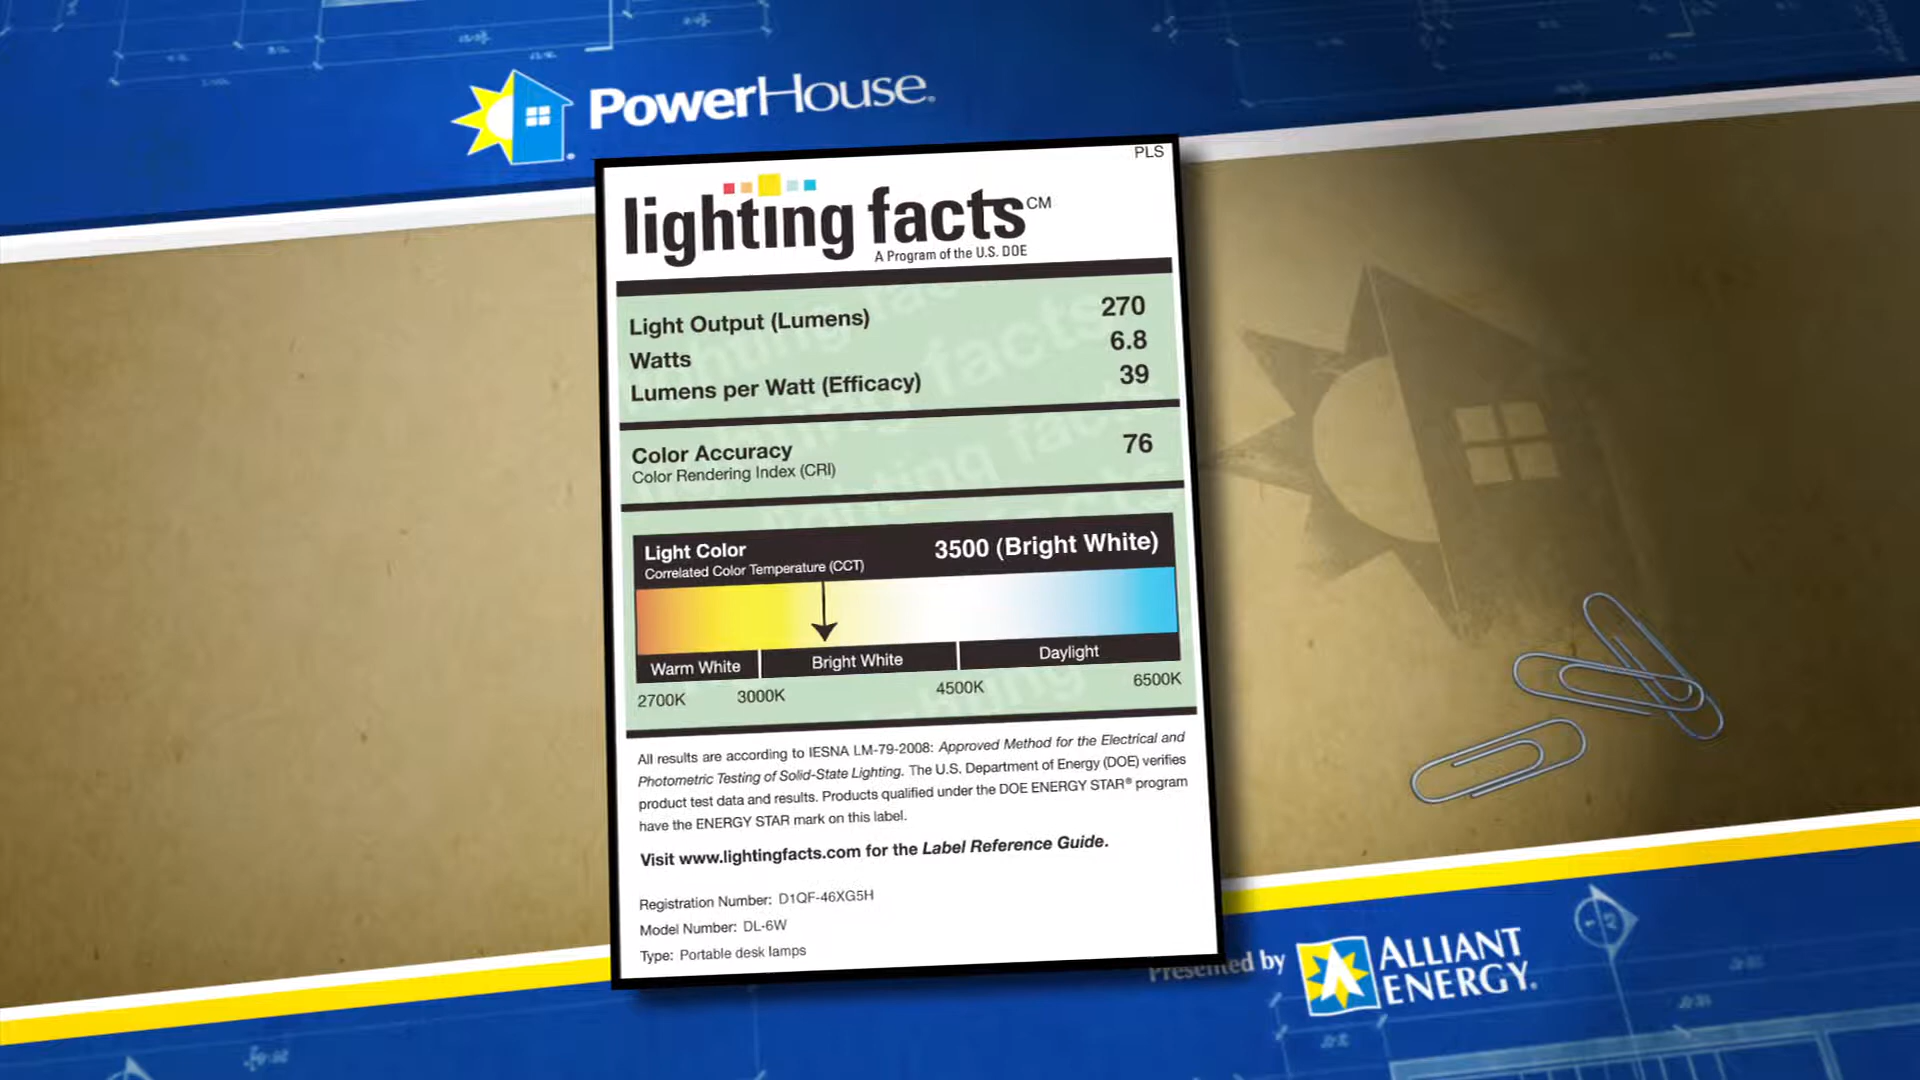 PowerHouse.
PLS
lighting facts CM
A Program of the U.S. DOE
Light Output (Lumens) 270
Watts 6.8
Lumens per Watt (Efficacy) 39
Color Accuracy 76
Color Rendering Index (CRI)
Light Color 3500 (Bright White)
Correlated Color Temperature (CCT)
Warm White Bright White Daylight
2700K 3000K 4500K 6500K
All results are according to IESNA LM-79-2008: Approved Method for the Electrical and
Photometric Testing of Solid-State Lighting. The U.S. Department of Energy (DOE) verifies
product test data and results. Products qualified under the DOE ENERGY STAR® program
have the ENERGY STAR mark on this label.
Visit www.lightingfacts.com for the Label Reference Guide.
Registration Number: D1QF-46XG5H
Model Number: DL-6W
Type: Portable desk lamps
Presented by
ALLIANT
ENERGY.